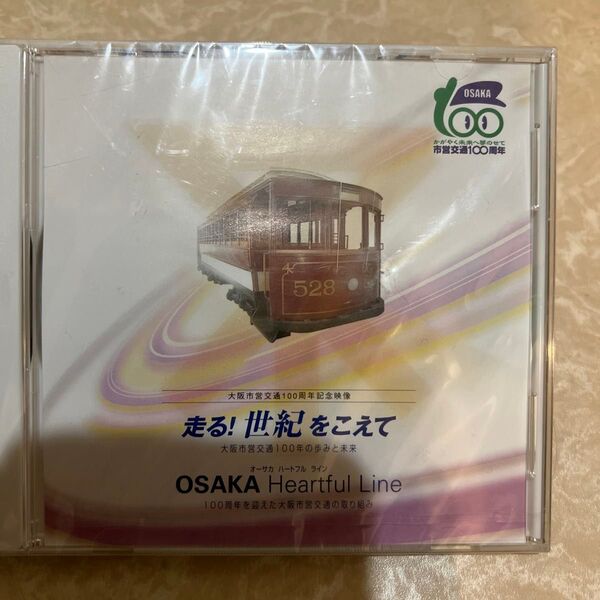 OSAKA
100
かがやく未来へ夢のせて
市営交通100周年
528
大阪市営交通100周年記念映像
走る!世紀をこえて
大阪市営交通100年の歩みと未来
オーサカ ハートフル ライン
OSAKA Heartful Line
100周年を迎えた大阪市営交通の取り組み